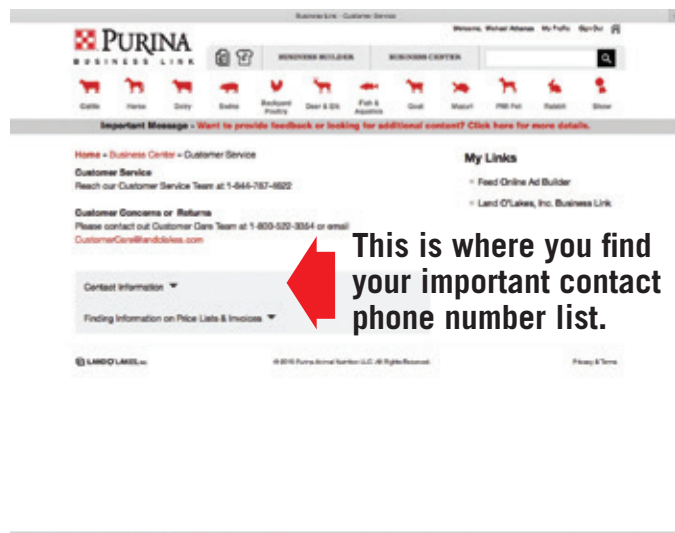 Business Link - Customer Service
Welcome, Michael My Profile Sign Out
PURINA
BUSINESS LINK
BUSINESS BUILDER BUSINESS CENTER
Cattle Horse Dairy Swine Backyard Poultry Deer & Elk Fish & Aquatics Goat Mazuri Pet Rabbit Show
Important Message - Want to provide feedback or looking for additional content? Click here for more details.
Home » Business Center » Customer Service
Customer Service
Reach our Customer Service Team at 1-844-787-4622
Customer Concerns or Returns
Please contact out Customer Care Team at 1-800-522-3054 or email
CustomerCare@landolakes.com
My Links
Feed Online Ad Builder
Land O'Lakes, Inc. Business Link
This is where you find
your important contact
phone number list.
Contact Information
Finding Information on Price Lists & Invoices
LAND O LAKES, INC. © 2015 Purina Animal Nutrition LLC. All Rights Reserved. Privacy & Terms